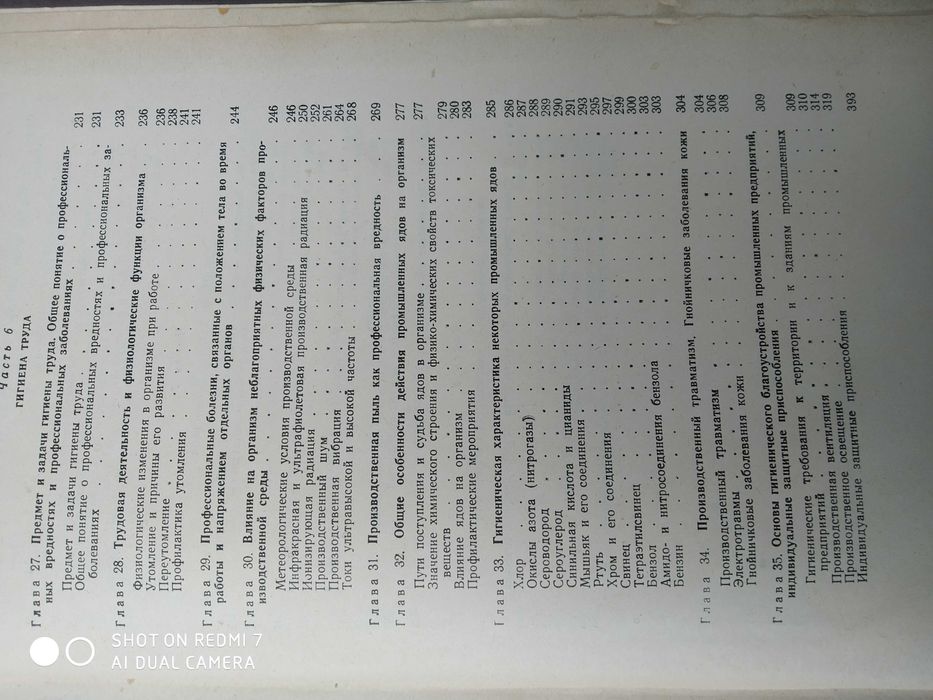 Часть 6
ГИГИЕНА ТРУДА
Глава 27. Предмет и задачи гигиены труда. Общее понятие о профессиональ-
ных вредностях и профессиональных заболеваниях . . . . . 231
Предмет и задачи гигиены труда . . . . . 231
Общее понятие о профессиональных вредностях и профессиональных за-
болеваниях . . . . . 233
Глава 28. Трудовая деятельность и физиологические функции организма 236
Физиологические изменения в организме при работе . . . . . 236
Утомление и причины его развития . . . . . 238
Переутомление . . . . . 241
Профилактика утомления . . . . . 241
Глава 29. Профессиональные болезни, связанные с положением тела во время
работы и напряжением отдельных органов . . . . . 244
Глава 30. Влияние на организм неблагоприятных физических факторов про-
изводственной среды . . . . . 246
Метеорологические условия производственной среды . . . . . 246
Инфракрасная и ультрафиолетовая производственная радиация . . . . . 250
Ионизирующая радиация . . . . . 252
Производственный шум . . . . . 261
Производственная вибрация . . . . . 264
Токи ультравысокой и высокой частоты . . . . . 268
Глава 31. Производственная пыль как профессиональная вредность 269
Глава 32. Общие особенности действия промышленных ядов на организм 277
Пути поступления и судьба ядов в организме . . . . . 277
Значение химического строения и физико-химических свойств токсических
веществ . . . . . 279
Влияние ядов на организм . . . . . 280
Профилактические мероприятия . . . . . 283
Глава 33. Гигиеническая характеристика некоторых промышленных ядов . 285
Хлор . . . . . 286
Окислы азота (нитрогазы) . . . . . 287
Сероводород . . . . . 288
Сероуглерод . . . . . 289
Синильная кислота и цианиды . . . . . 290
Мышьяк и его соединения . . . . . 291
Ртуть . . . . . 293
Хром и его соединения . . . . . 295
Свинец . . . . . 297
Тетраэтилсвинец . . . . . 299
Бензол . . . . . 300
Амидо- и нитросоединения бензола . . . . . 303
Бензин . . . . . 303
Глава 34. Производственный травматизм, Гнойничковые заболевания кожи 304
Производственный травматизм . . . . . 304
Электротравмы . . . . . 306
Гнойничковые заболевания кожи . . . . . 308
Глава 35. Основы гигиенического благоустройства промышленных предприятий,
индивидуальные защитные приспособления . . . . . 309
Гигиенические требования к территории и к зданиям промышленных
предприятий . . . . . 309
Производственная вентиляция . . . . . 310
Производственное освещение . . . . . 314
Индивидуальные защитные приспособления . . . . . 319
393
SHOT ON REDMI 7
AI DUAL CAMERA